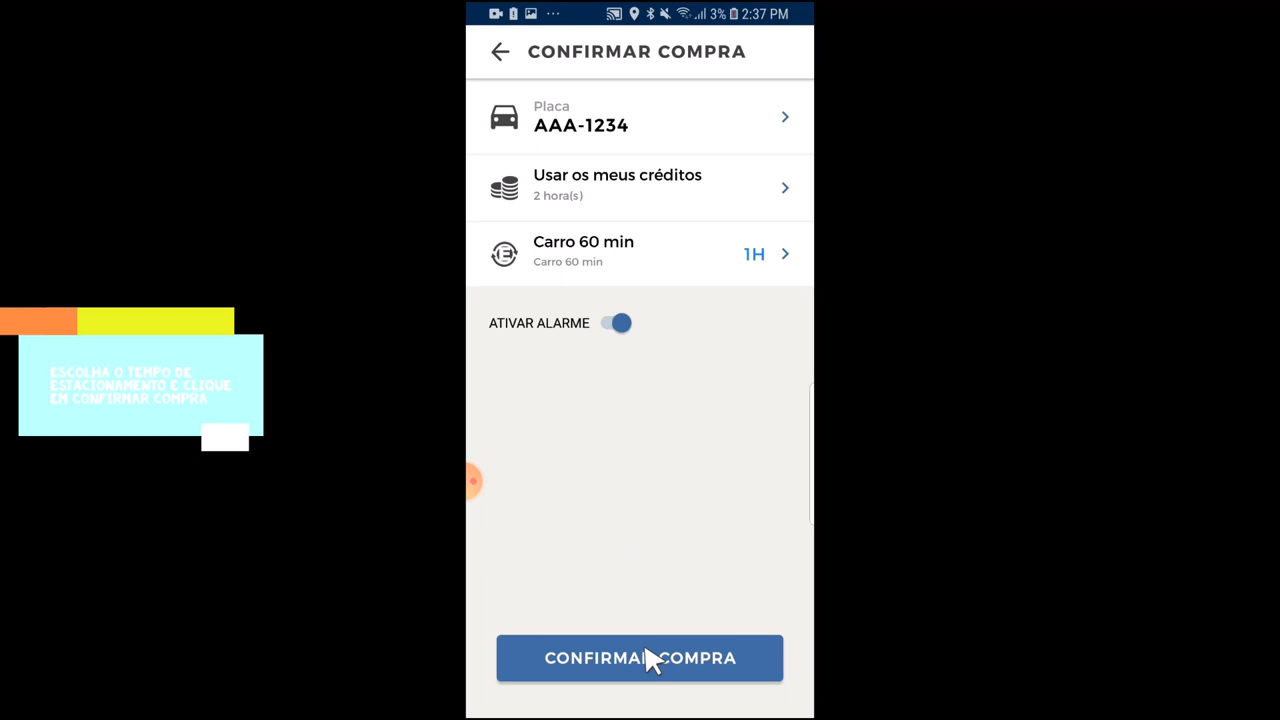 3% 2:37 PM
CONFIRMAR COMPRA
Placa
AAA-1234
Usar os meus créditos
2 hora(s)
Carro 60 min
1H
Carro 60 min
ATIVAR ALARME
ESCOLHA O TEMPO DE
ESTACIONAMENTO E CLIQUE
EM CONFIRMAR COMPRA
CONFIRMAR COMPRA